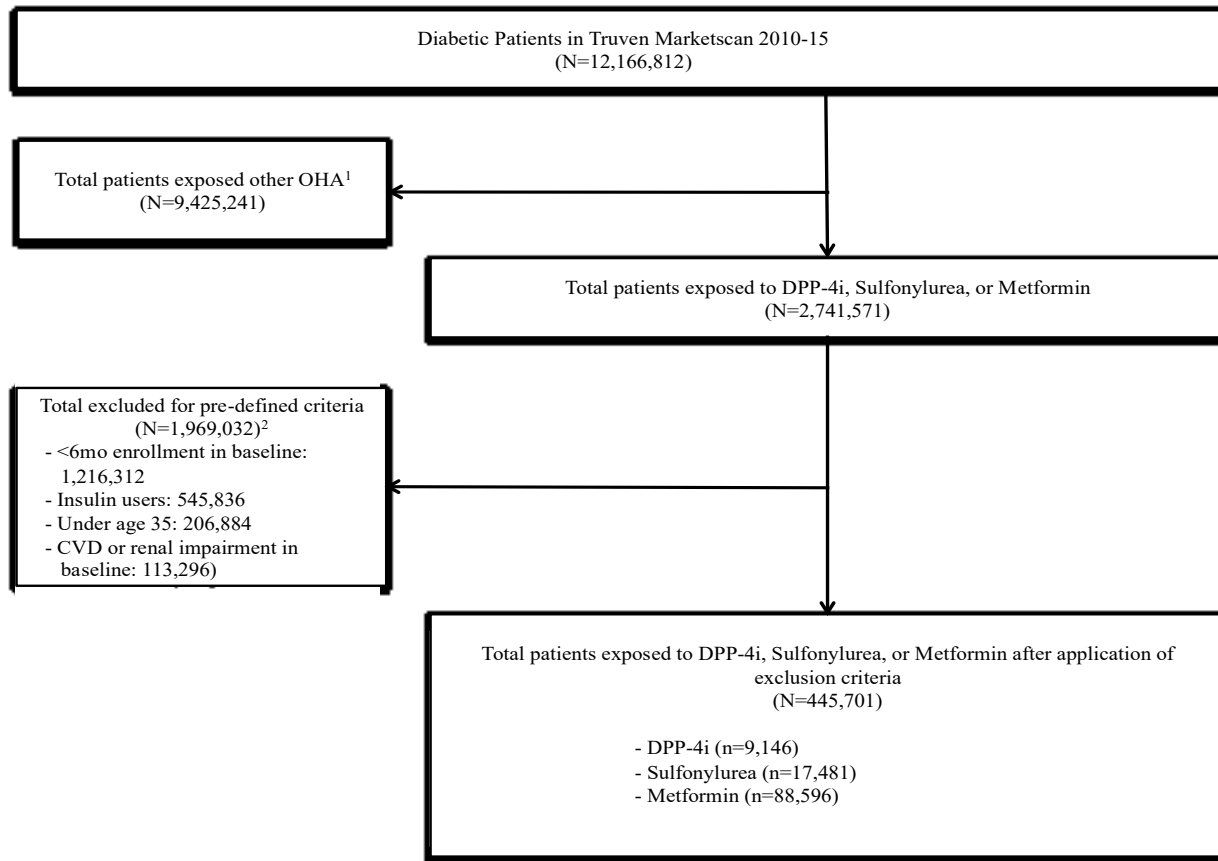 Diabetic Patients in Truven Marketscan 2010-15
(N=12,166,812)
Total patients exposed other OHA¹
(N=9,425,241)
Total patients exposed to DPP-4i, Sulfonylurea, or Metformin
(N=2,741,571)
Total excluded for pre-defined criteria
(N=1,969,032)²
- <6mo enrollment in baseline:
1,216,312
- Insulin users: 545,836
- Under age 35: 206,884
- CVD or renal impairment in
baseline: 113,296)
Total patients exposed to DPP-4i, Sulfonylurea, or Metformin after application of
exclusion criteria
(N=445,701)
- DPP-4i (n=9,146)
- Sulfonylurea (n=17,481)
- Metformin (n=88,596)